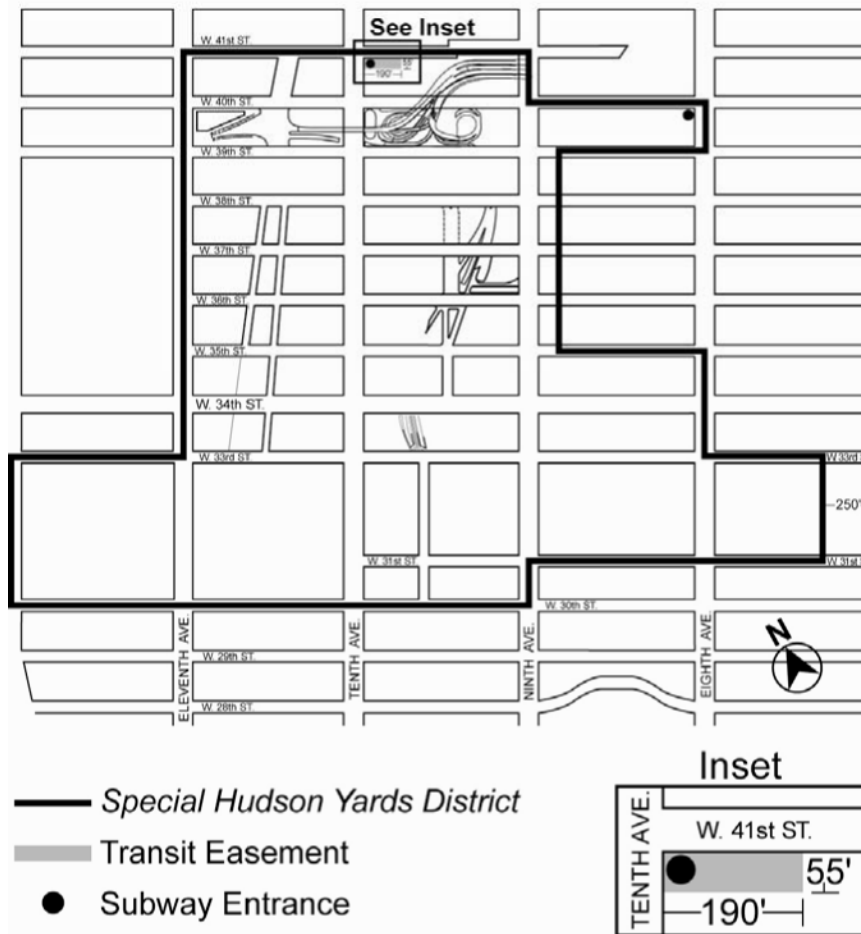 See Inset
W. 41st ST.
55'
190'
W. 40th ST.
W. 39th ST.
W. 38th ST.
W. 37th ST.
W. 36th ST.
W. 35th ST.
W. 34th ST.
W. 33rd ST.
W 33rd
250'
W. 31st ST.
W 31st
W. 30th ST.
ELEVENTH AVE.
TENTH AVE.
NINTH AVE.
EIGHTH AVE.
N
W. 29th ST.
W. 28th ST.
Special Hudson Yards District
Transit Easement
Subway Entrance
Inset
TENTH AVE.
W. 41st ST.
55'
190'